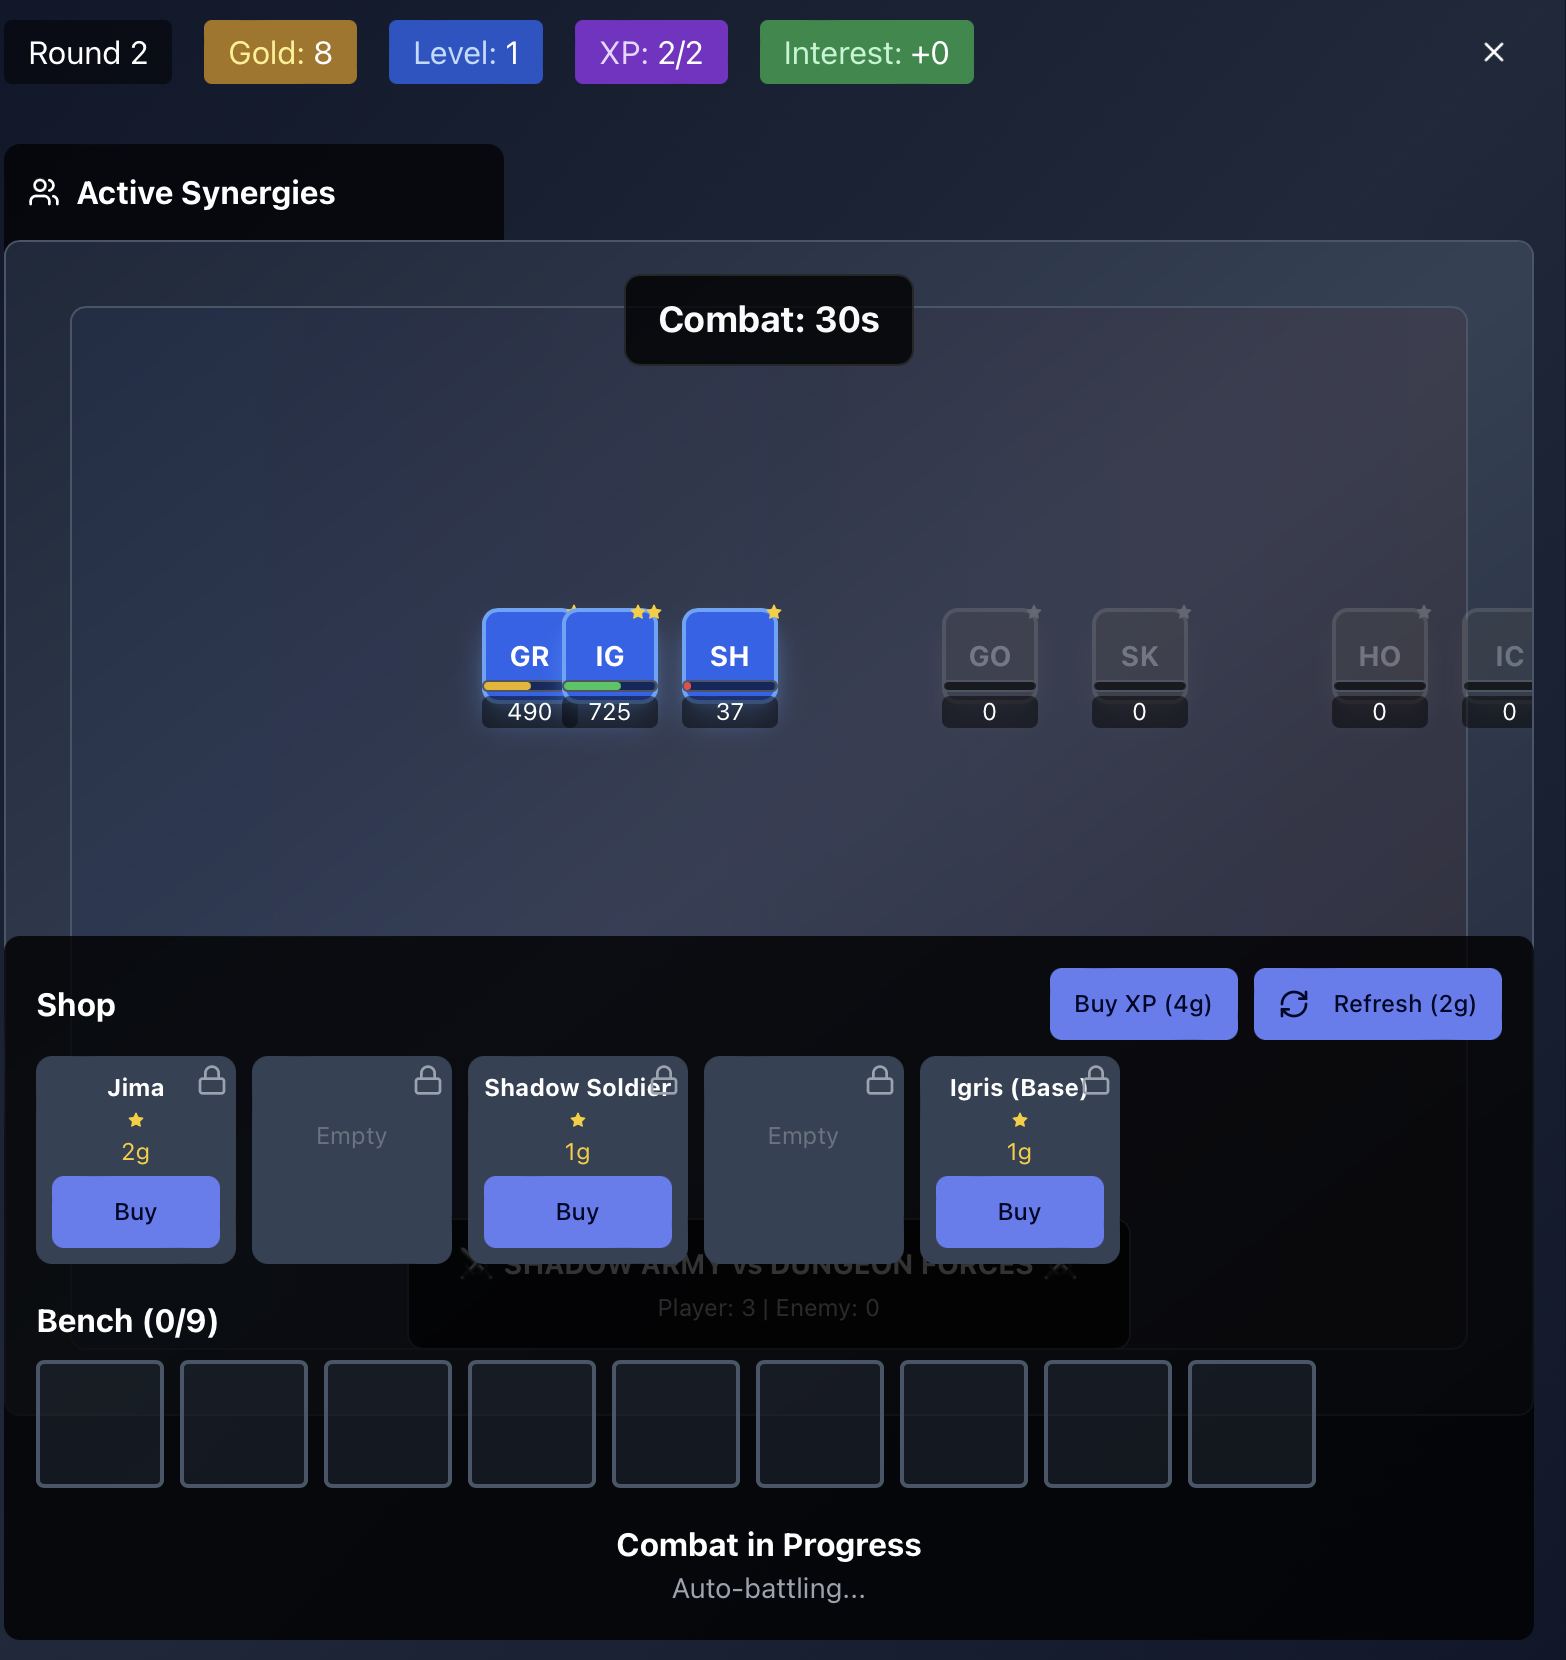 Round 2
Gold: 8
Level: 1
XP: 2/2
Interest: +0
Active Synergies
Combat: 30s
GR
IG
SH
GO
SK
HO
IC
490
725
37
0
0
0
0
Shop
Buy XP (4g)
Refresh (2g)
Jima
2g
Buy
Empty
Shadow Soldier
1g
Buy
Empty
Igris (Base)
1g
Buy
SHADOW ARMY vs DUNGEON FORCES
Player: 3 | Enemy: 0
Bench (0/9)
Combat in Progress
Auto-battling...